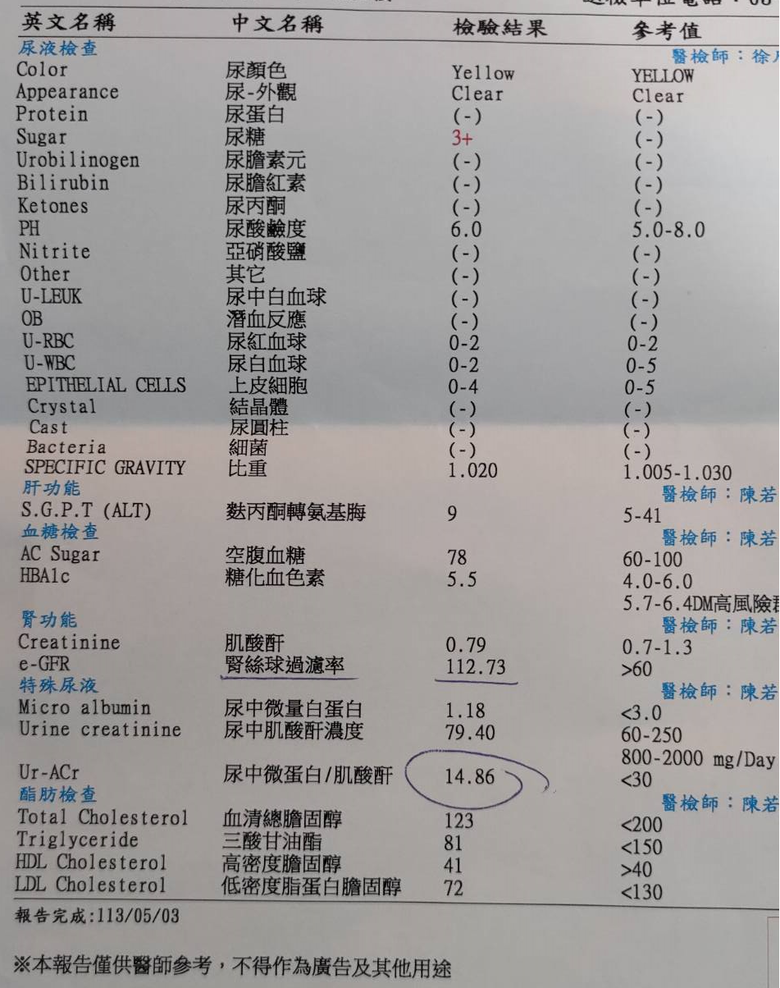 英文名稱 中文名稱 檢驗結果 參考值
尿液檢查 醫檢師：徐
Color 尿顏色 Yellow YELLOW
Appearance 尿-外觀 Clear Clear
Protein 尿蛋白 (-) (-)
Sugar 尿糖 3+ (-)
Urobilinogen 尿膽素元 (-) (-)
Bilirubin 尿膽紅素 (-) (-)
Ketones 尿丙酮 (-) (-)
PH 尿酸鹼度 6.0 5.0-8.0
Nitrite 亞硝酸鹽 (-) (-)
Other 其它 (-) (-)
U-LEUK 尿中白血球 (-) (-)
OB 潛血反應 (-) (-)
U-RBC 尿紅血球 0-2 0-2
U-WBC 尿白血球 0-2 0-5
EPITHELIAL CELLS 上皮細胞 0-4 0-5
Crystal 結晶體 (-) (-)
Cast 尿圓柱 (-) (-)
Bacteria 細菌 (-) (-)
SPECIFIC GRAVITY 比重 1.020 1.005-1.030
肝功能 醫檢師：陳若
S.G.P.T (ALT) 麩丙酮轉氨基脢 9 5-41
血糖檢查 醫檢師：陳若
AC Sugar 空腹血糖 78 60-100
HBA1c 糖化血色素 5.5 4.0-6.0
5.7-6.4DM高風險群
腎功能 醫檢師：陳若
Creatinine 肌酸酐 0.79 0.7-1.3
e-GFR 腎絲球過濾率 112.73 >60
特殊尿液 醫檢師：陳若
Micro albumin 尿中微量白蛋白 1.18 <3.0
Urine creatinine 尿中肌酸酐濃度 79.40 60-250
800-2000 mg/Day
Ur-ACr 尿中微蛋白/肌酸酐 14.86 <30
酯肪檢查 醫檢師：陳若
Total Cholesterol 血清總膽固醇 123 <200
Triglyceride 三酸甘油酯 81 <150
HDL Cholesterol 高密度膽固醇 41 >40
LDL Cholesterol 低密度脂蛋白膽固醇 72 <130
報告完成:113/05/03
※本報告僅供醫師參考，不得作為廣告及其他用途